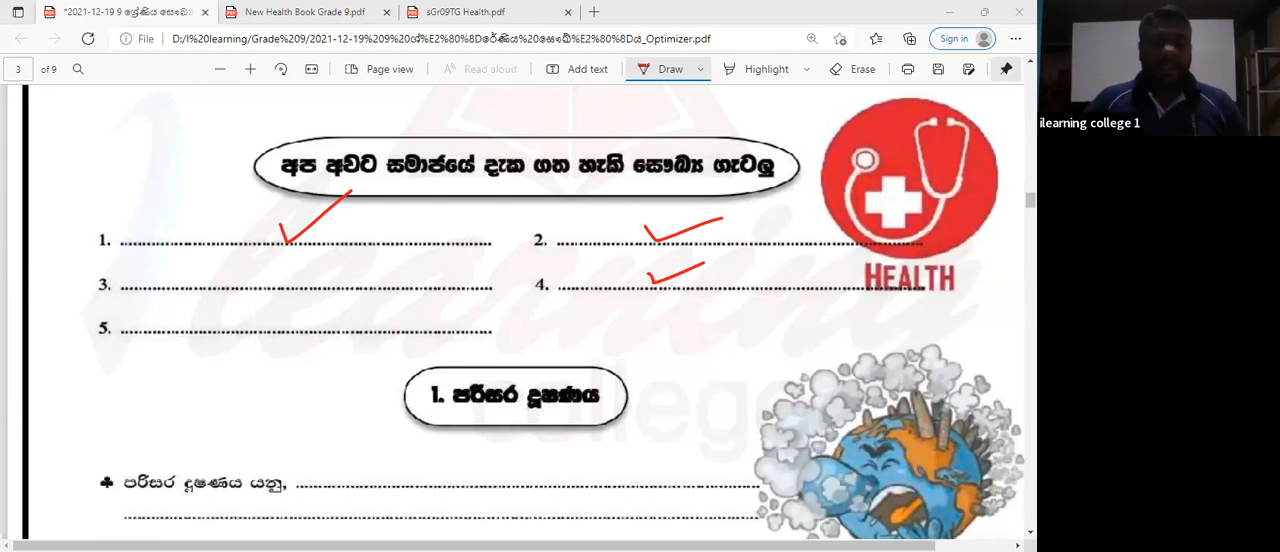 *2021-12-19 9 ශ්‍රේණිය සෞඛ්‍ය
New Health Book Grade 9.pdf
sGr09TG Health.pdf
File
D:/I%20learning/Grade%209/2021-12-19%209%20ශ්%E2%80%8Dරේණිය%20සෞඛ්%E2%80%8Dය_Optimizer.pdf
Sign in
3 of 9
Page view
Read aloud
Add text
Draw
Highlight
Erase
ilearning college 1
අප අවට සමාජයේ දැක ගත හැකි සෞඛ්‍ය ගැටලු
1. ........................ 2. ........................
HEALTH
3. ........................ 4. ........................
5. ........................
1. පරිසර දූෂණය
learning
college
♣ පරිසර දූෂණය යනු, ........................